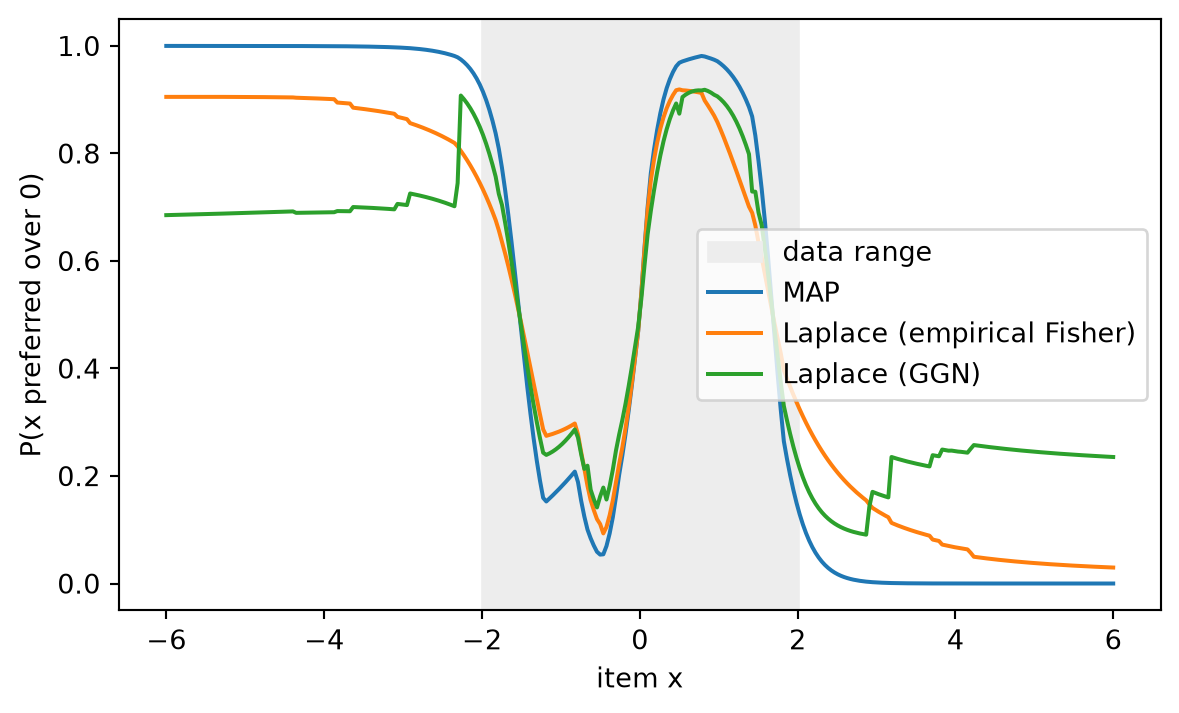 P(x preferred over 0)
1.0
0.8
0.6
0.4
0.2
0.0
data range
MAP
Laplace (empirical Fisher)
Laplace (GGN)
−6
−4
−2
0
2
4
6
item x